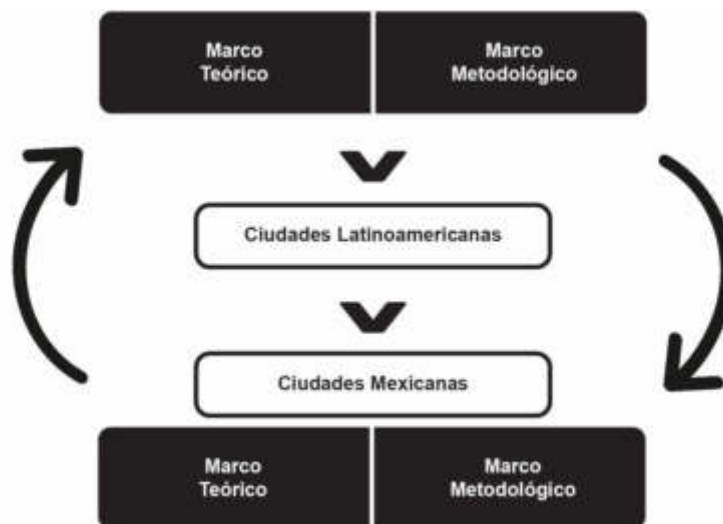 Marco
Teórico
Marco
Metodológico
Ciudades Latinoamericanas
Ciudades Mexicanas
Marco
Teórico
Marco
Metodológico